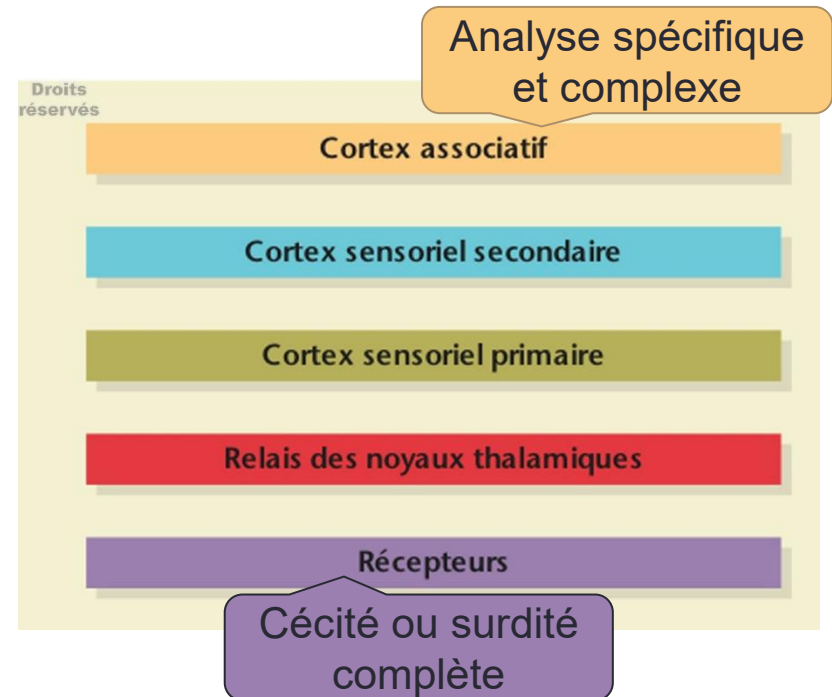 Analyse spécifique
et complexe
Droits
réservés
Cortex associatif
Cortex sensoriel secondaire
Cortex sensoriel primaire
Relais des noyaux thalamiques
Récepteurs
Cécité ou surdité
complète